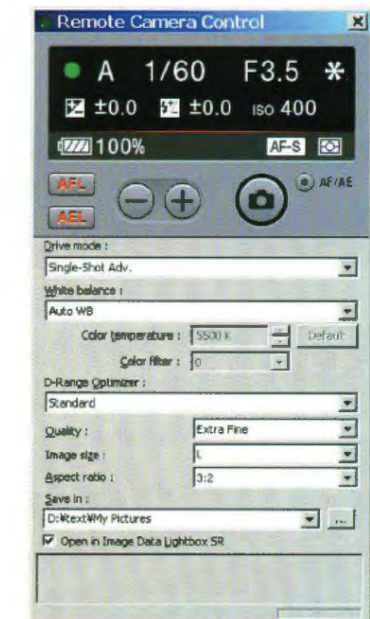 Remote Camera Control
A 1/60 F3.5 *
±0.0 ±0.0 ISO 400
100% AF-S
AFL
AF/AE
AEL
Drive mode :
Single-Shot Adv.
White balance :
Auto WB
Color temperature : 5500 K Default
Color filter : 0
D-Range Optimizer :
Standard
Quality : Extra Fine
Image size : L
Aspect ratio : 3:2
Save in :
D:¥text¥My Pictures ...
Open in Image Data Lightbox SR